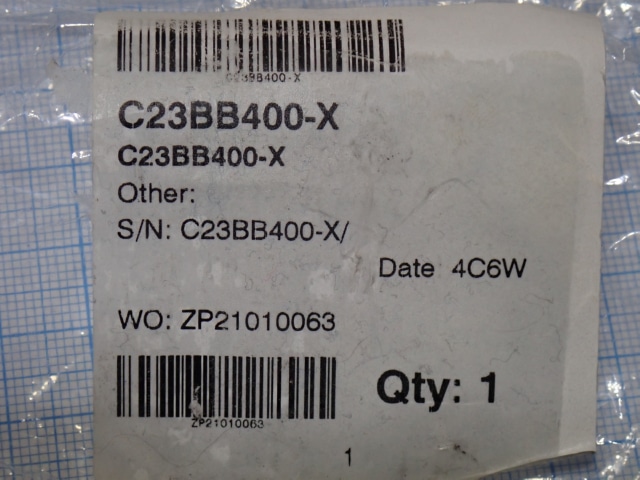 C23BB400-X
C23BB400-X
C23BB400-X
Other:
S/N: C23BB400-X/
Date 4C6W
WO: ZP21010063
Qty: 1
ZP21010063
1